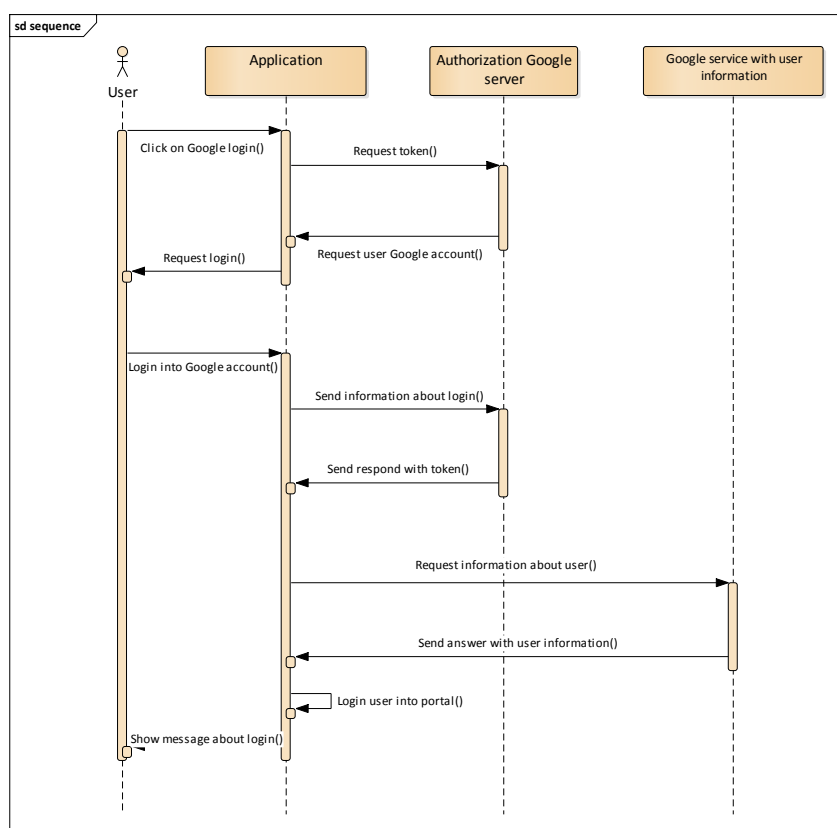 sd sequence
User
Application
Authorization Google
server
Google service with user
information
Click on Google login()
Request token()
Request user Google account()
Request login()
Login into Google account()
Send information about login()
Send respond with token()
Request information about user()
Send answer with user information()
Login user into portal()
Show message about login()